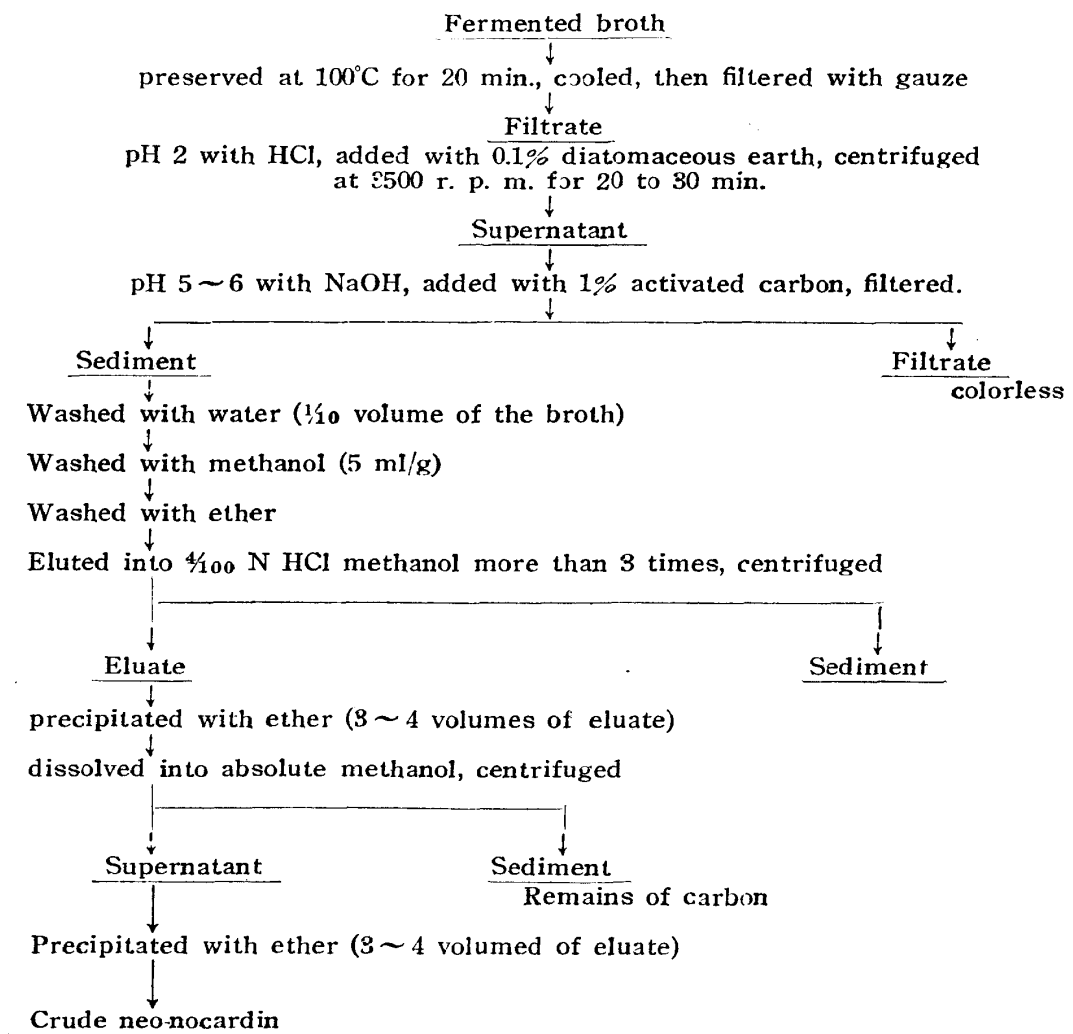 Fermented broth
preserved at 100°C for 20 min., cooled, then filtered with gauze
Filtrate
pH 2 with HCl, added with 0.1% diatomaceous earth, centrifuged
at 3500 r. p. m. for 20 to 30 min.
Supernatant
pH 5~6 with NaOH, added with 1% activated carbon, filtered.
Sediment
Filtrate
colorless
Washed with water (1/10 volume of the broth)
Washed with methanol (5 ml/g)
Washed with ether
Eluted into 4/100 N HCl methanol more than 3 times, centrifuged
Eluate
Sediment
precipitated with ether (3~4 volumes of eluate)
dissolved into absolute methanol, centrifuged
Supernatant
Sediment
Remains of carbon
Precipitated with ether (3~4 volumed of eluate)
Crude neo-nocardin